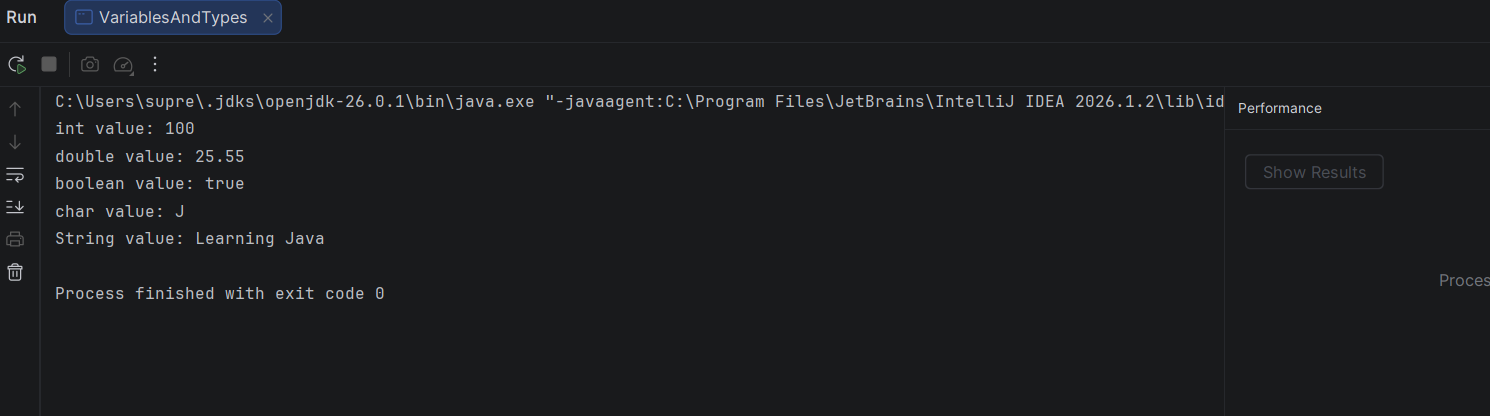 Run VariablesAndTypes
C:\Users\supre\.jdks\openjdk-26.0.1\bin\java.exe "-javaagent:C:\Program Files\JetBrains\IntelliJ IDEA 2026.1.2\lib\id
int value: 100
double value: 25.55
boolean value: true
char value: J
String value: Learning Java
Process finished with exit code 0
Performance
Show Results
Proces